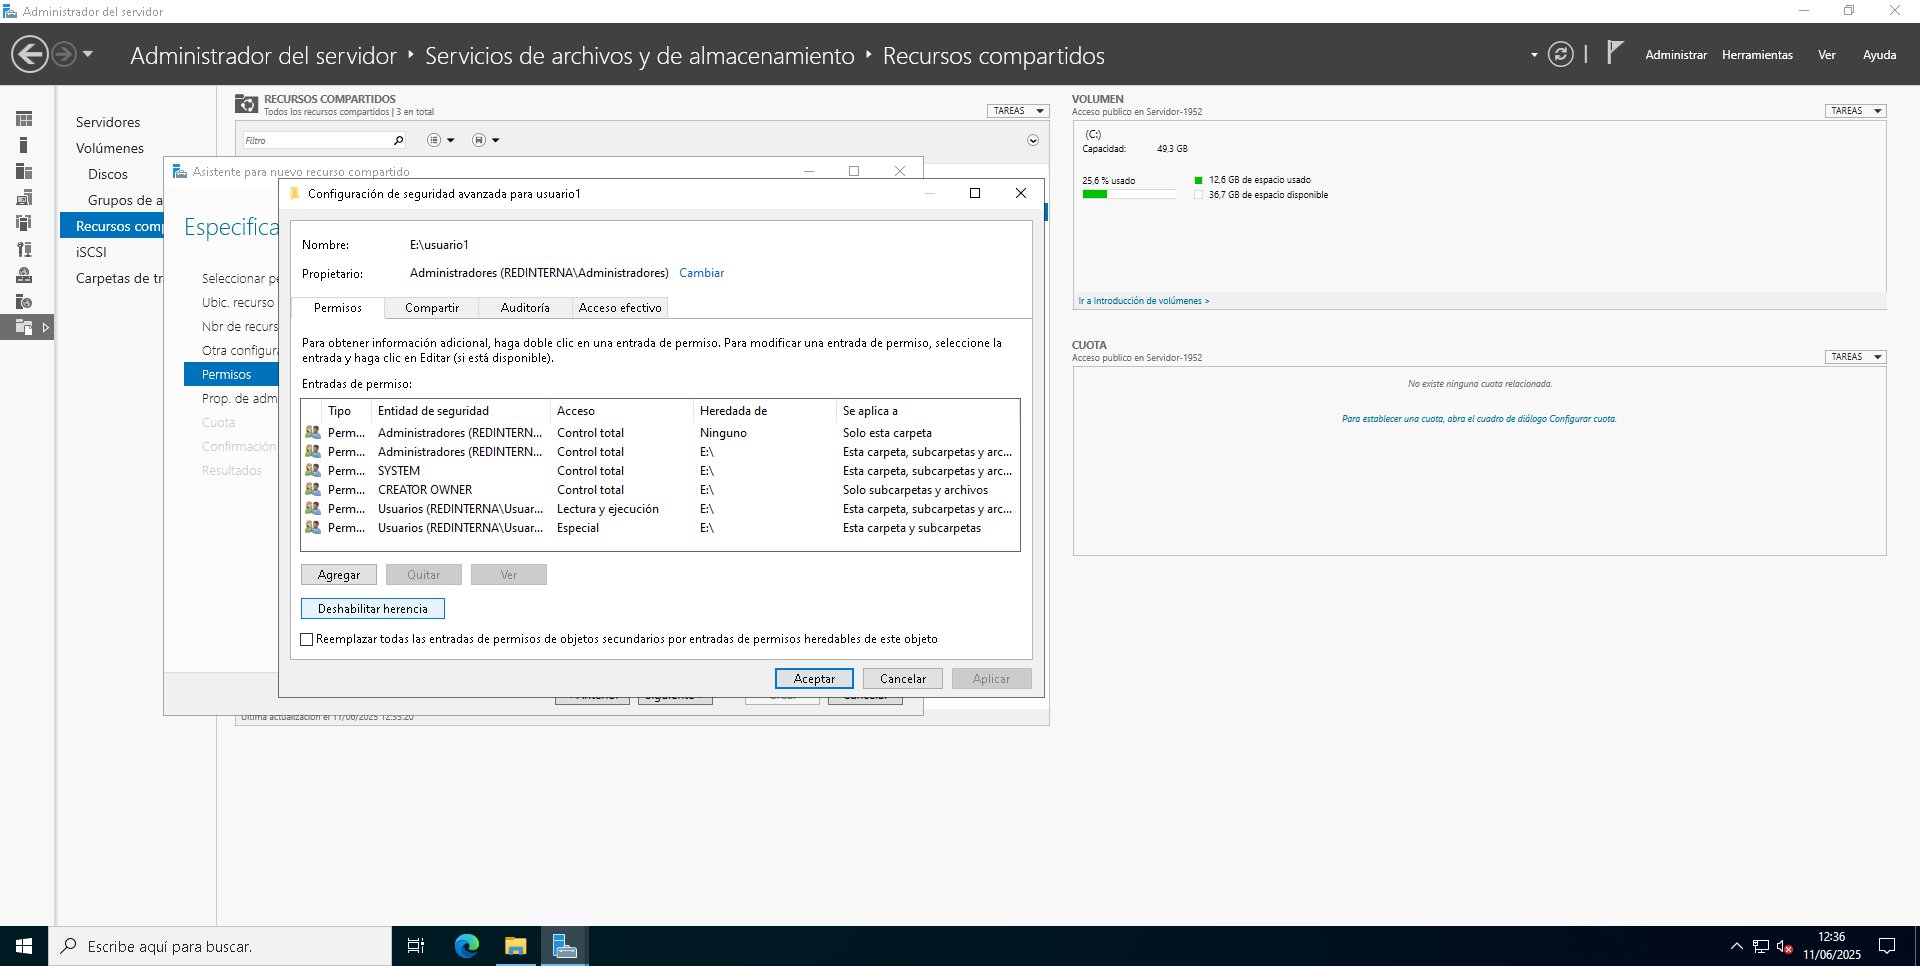 Administrador del servidor
Administrador del servidor ‣ Servicios de archivos y de almacenamiento ‣ Recursos compartidos
Administrar Herramientas Ver Ayuda
Servidores
Volúmenes
Discos
Grupos de a
Recursos com
iSCSI
Carpetas de tr
RECURSOS COMPARTIDOS
Todos los recursos compartidos | 3 en total
TAREAS
Filtro
Asistente para nuevo recurso compartido
Especifica
Seleccionar pe
Ubic. recurso
Nbr de recurs
Otra configura
Permisos
Prop. de adm
Cuota
Confirmación
Resultados
Configuración de seguridad avanzada para usuario1
Nombre: E:\usuario1
Propietario: Administradores (REDINTERNA\Administradores) Cambiar
Permisos Compartir Auditoría Acceso efectivo
Para obtener información adicional, haga doble clic en una entrada de permiso. Para modificar una entrada de permiso, seleccione la
entrada y haga clic en Editar (si está disponible).
Entradas de permiso:
Tipo Entidad de seguridad Acceso Heredada de Se aplica a
Perm... Administradores (REDINTERN... Control total Ninguno Solo esta carpeta
Perm... Administradores (REDINTERN... Control total E:\ Esta carpeta, subcarpetas y arc...
Perm... SYSTEM Control total E:\ Esta carpeta, subcarpetas y arc...
Perm... CREATOR OWNER Control total E:\ Solo subcarpetas y archivos
Perm... Usuarios (REDINTERNA\Usuar... Lectura y ejecución E:\ Esta carpeta, subcarpetas y arc...
Perm... Usuarios (REDINTERNA\Usuar... Especial E:\ Esta carpeta y subcarpetas
Agregar Quitar Ver
Deshabilitar herencia
Reemplazar todas las entradas de permisos de objetos secundarios por entradas de permisos heredables de este objeto
Aceptar Cancelar Aplicar
Última actualización el 11/06/2025 12:33:20
VOLUMEN
Acceso publico en Servidor-1952
TAREAS
(C:)
Capacidad: 49,3 GB
25,6 % usado
12,6 GB de espacio usado
36,7 GB de espacio disponible
Ir a Introducción de volúmenes >
CUOTA
Acceso publico en Servidor-1952
TAREAS
No existe ninguna cuota relacionada.
Para establecer una cuota, abra el cuadro de diálogo Configurar cuota.
Escribe aquí para buscar.
12:36
11/06/2025